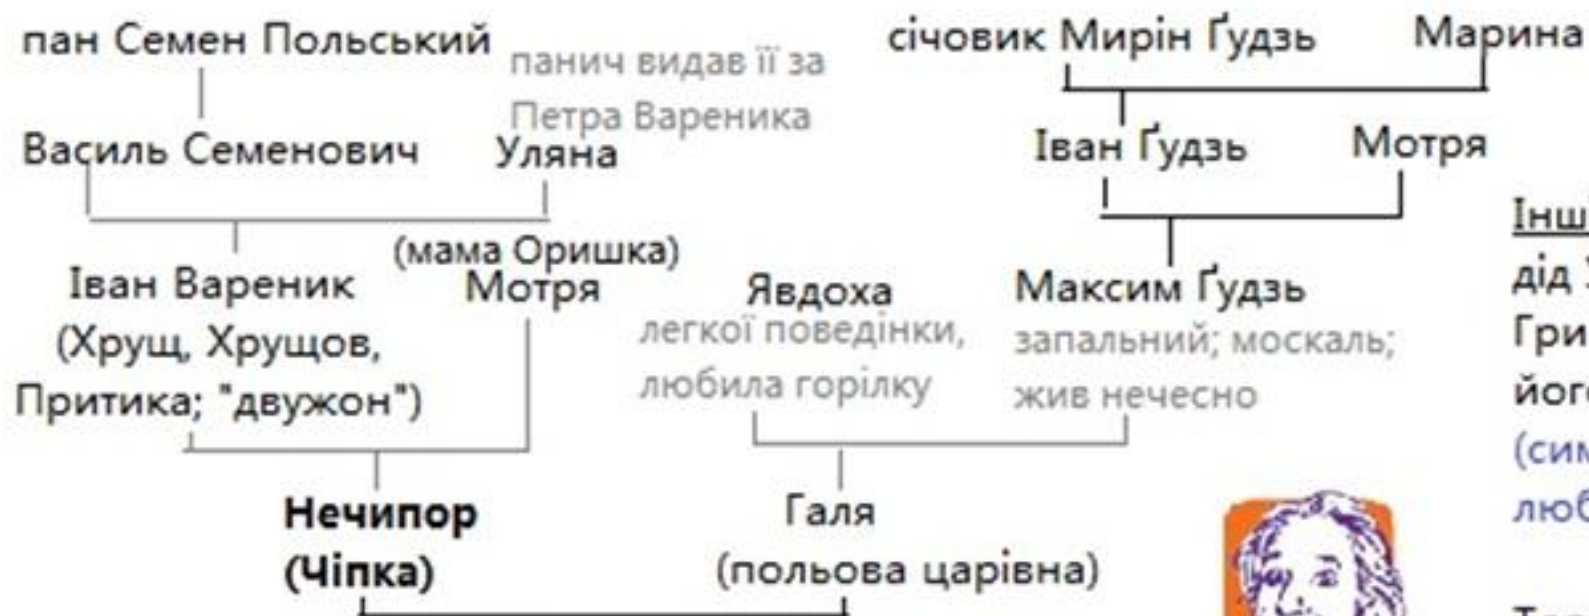 пан Семен Польський
панич видав її за
Петра Вареника
січовик Мирін Ґудзь
Марина
Василь Семенович
Уляна
Іван Ґудзь
Мотря
(мама Оришка)
Іван Вареник
Мотря
(Хрущ, Хрущов,
Притика; "двужон")
Явдоха
легкої поведінки,
любила горілку
Максим Ґудзь
запальний; москаль;
жив нечесно
дід
Нечипор
(Чіпка)
Галя
(польова царівна)